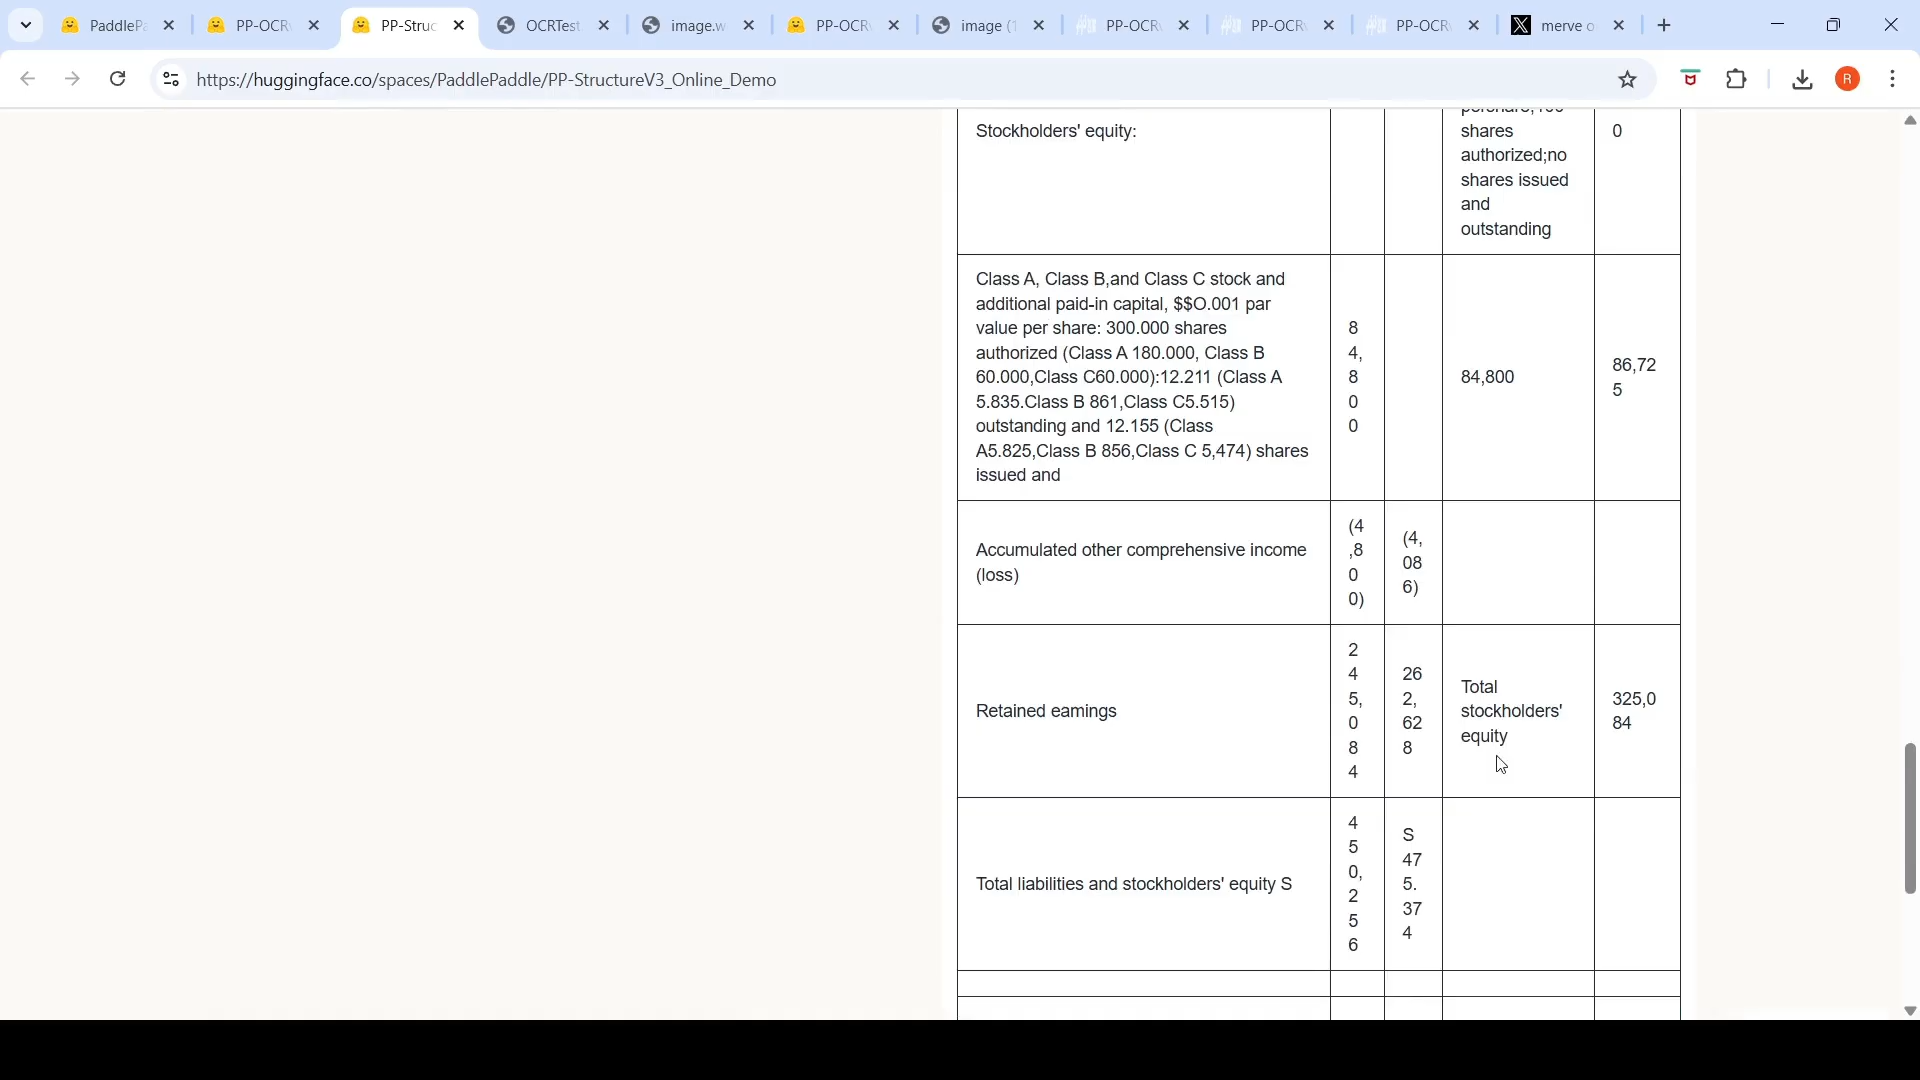 PaddlePa
PP-OCRv
PP-Struc
OCRTest
image.w
PP-OCRv
image (1
PP-OCRv
PP-OCRv
PP-OCRv
merve o
https://huggingface.co/spaces/PaddlePaddle/PP-StructureV3_Online_Demo
R
Stockholders' equity:
shares
authorized;no
shares issued
and
outstanding
0
Class A, Class B,and Class C stock and
additional paid-in capital, $$O.001 par
value per share: 300.000 shares
authorized (Class A 180.000, Class B
60.000,Class C60.000):12.211 (Class A
5.835.Class B 861,Class C5.515)
outstanding and 12.155 (Class
A5.825,Class B 856,Class C 5,474) shares
issued and
8
4,
8
0
0
84,800
86,72
5
Accumulated other comprehensive income
(loss)
(4
,8
0
0)
(4,
08
6)
Retained eamings
2
4
5,
0
8
4
26
2,
62
8
Total
stockholders'
equity
325,0
84
Total liabilities and stockholders' equity S
4
5
0,
2
5
6
S
47
5.
37
4